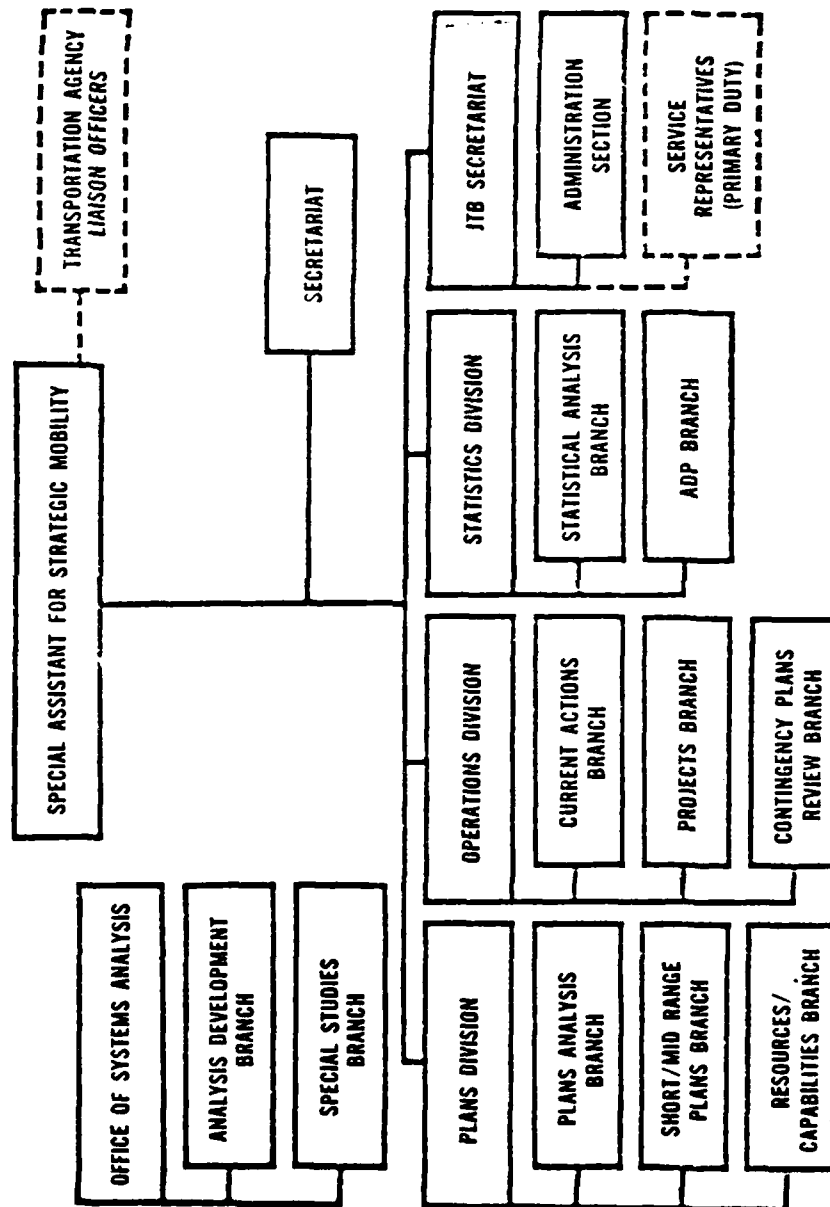 SPECIAL ASSISTANT FOR STRATEGIC MOBILITY
TRANSPORTATION AGENCY
LIAISON OFFICERS
SECRETARIAT
OFFICE OF SYSTEMS ANALYSIS
ANALYSIS DEVELOPMENT
BRANCH
SPECIAL STUDIES
BRANCH
PLANS DIVISION
PLANS ANALYSIS
BRANCH
SHORT/MID RANGE
PLANS BRANCH
RESOURCES/
CAPABILITIES BRANCH
OPERATIONS DIVISION
CURRENT ACTIONS
BRANCH
PROJECTS BRANCH
CONTINGENCY PLANS
REVIEW BRANCH
STATISTICS DIVISION
STATISTICAL ANALYSIS
BRANCH
ADP BRANCH
JTB SECRETARIAT
ADMINISTRATION
SECTION
SERVICE
REPRESENTATIVES
(PRIMARY DUTY)